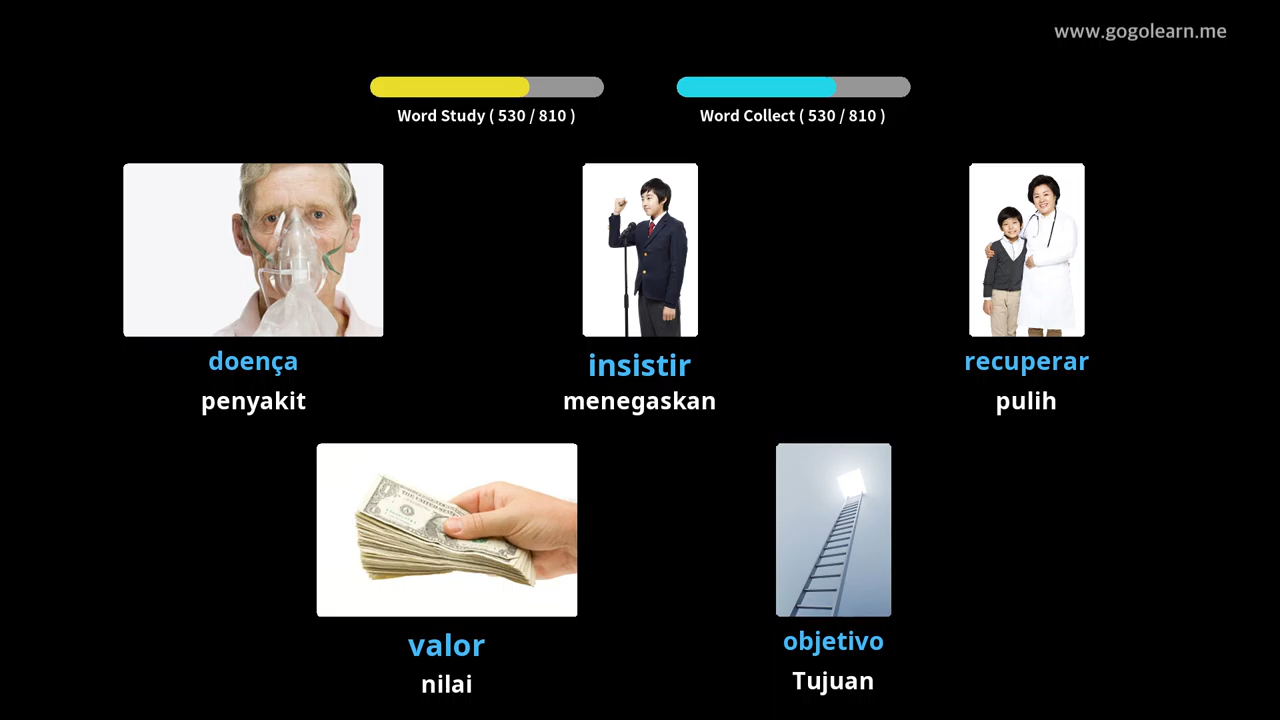 www.gogolearn.me
Word Study ( 530 / 810 )
Word Collect ( 530 / 810 )
doença
penyakit
insistir
menegaskan
recuperar
pulih
valor
nilai
objetivo
Tujuan